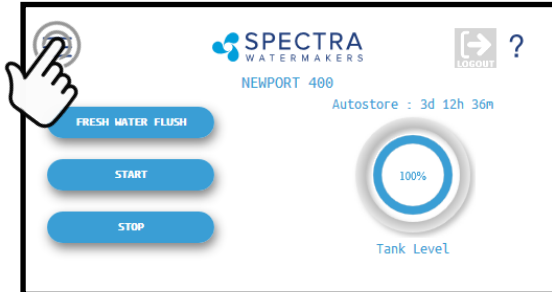 SPECTRA
WATERMAKERS
LOGOUT
?
NEWPORT 400
Autostore : 3d 12h 36m
FRESH WATER FLUSH
START
100%
STOP
Tank Level